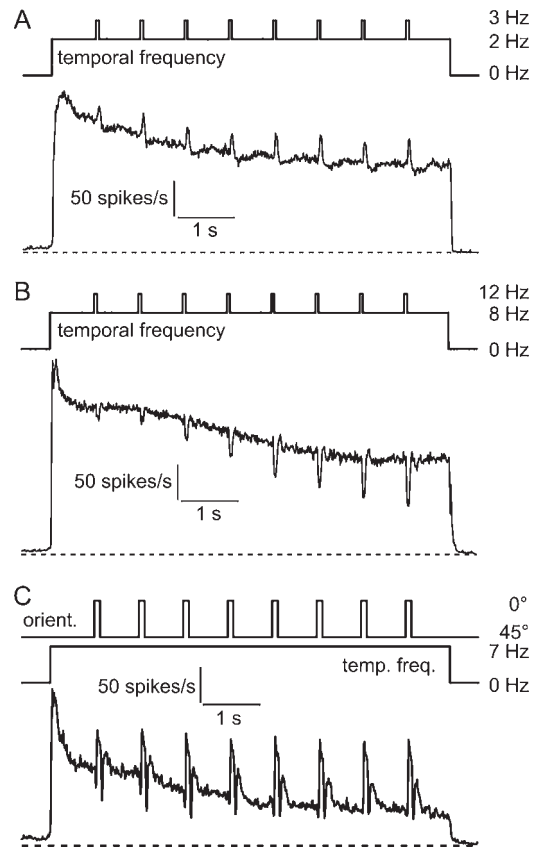 A
3 Hz
2 Hz
temporal frequency
0 Hz
50 spikes/s
1 s
B
12 Hz
8 Hz
temporal frequency
0 Hz
50 spikes/s
1 s
C
0°
orient.
45°
7 Hz
temp. freq.
50 spikes/s
0 Hz
1 s